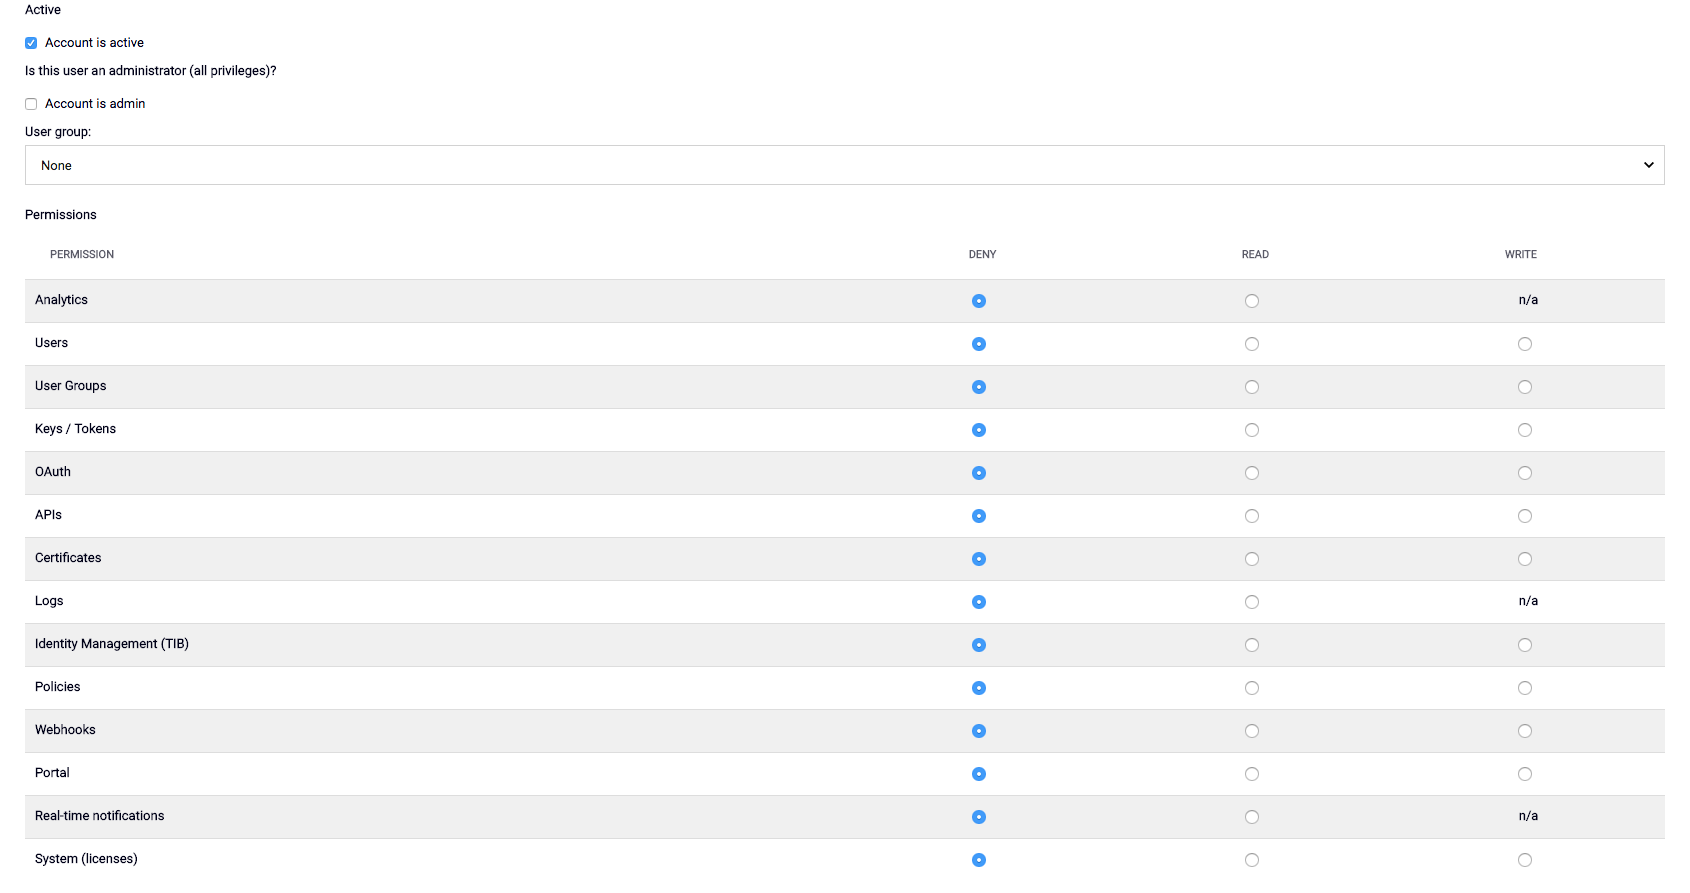 Active
Account is active
Is this user an administrator (all privileges)?
Account is admin
User group:
None
Permissions
PERMISSION DENY READ WRITE
Analytics n/a
Users
User Groups
Keys / Tokens
OAuth
APIs
Certificates
Logs n/a
Identity Management (TIB)
Policies
Webhooks
Portal
Real-time notifications n/a
System (licenses)